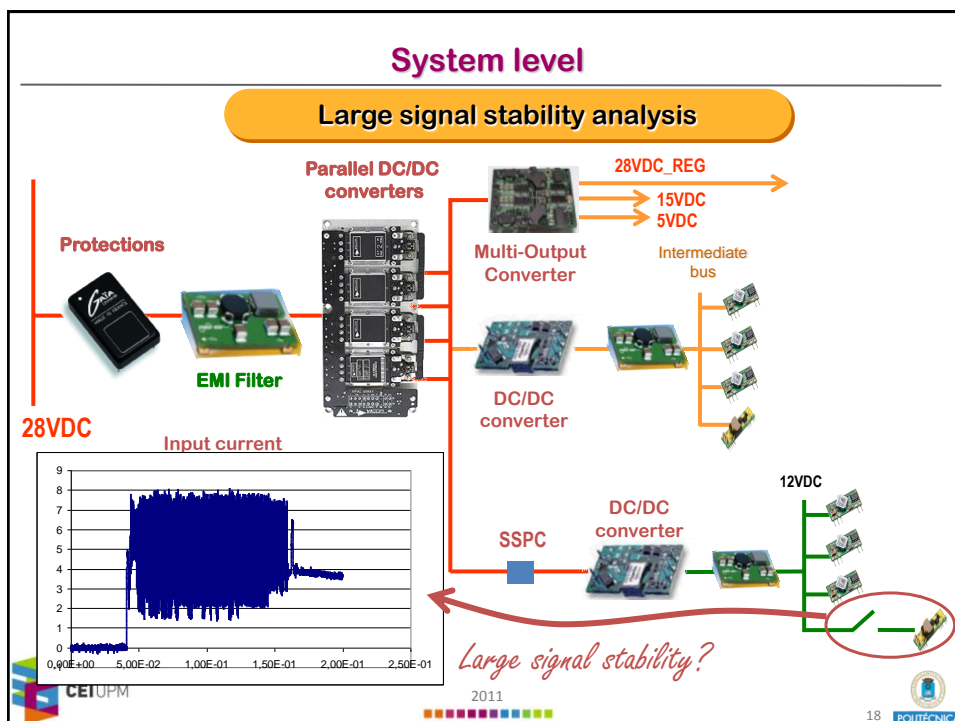 System level
Large signal stability analysis
Parallel DC/DC
converters
28VDC_REG
15VDC
5VDC
Protections
Multi-Output
Converter
Intermediate
bus
GAÏA
EMI Filter
DC/DC
converter
28VDC
Input current
9
8
7
6
5
4
3
2
1
0
0,00E+00
5,00E-02
1,00E-01
1,50E-01
2,00E-01
2,50E-01
12VDC
DC/DC
converter
SSPC
Large signal stability?
CEIUPM
2011
18
POLITÉCNIC